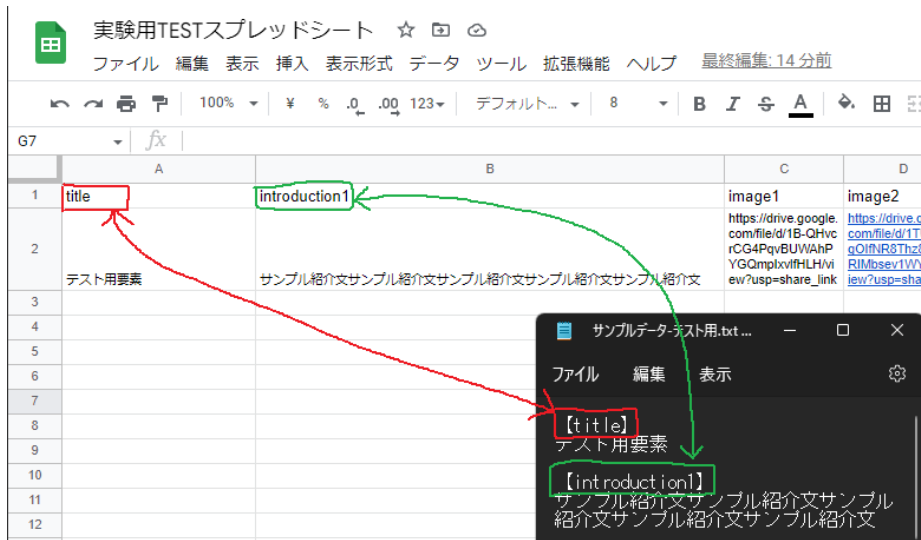 実験用TESTスプレッドシート
ファイル 編集 表示 挿入 表示形式 データ ツール 拡張機能 ヘルプ 最終編集: 14 分前
100% ¥ % .0 .00 123 デフォルト... 8 B I S A
G7 fx
A B C D
1 title introduction1 image1 image2
2 テスト用要素 サンプル紹介文サンプル紹介文サンプル紹介文サンプル紹介文サンプル紹介文
https://drive.google.
com/file/d/1B-QHvc
rCG4PqvBUWAhP
YGQmplxvlfHLH/vi
ew?usp=share_link
https://drive.g
com/file/d/1T
gOIfNR8Thz
RIMbsev1W
iew?usp=sha
3
4
5
6
7
8
9
10
11
12
サンプルデータ-テスト用.txt ...
ファイル 編集 表示
【title】
テスト用要素
【introduction1】
サンプル紹介文サンプル紹介文サンプル
紹介文サンプル紹介文サンプル紹介文